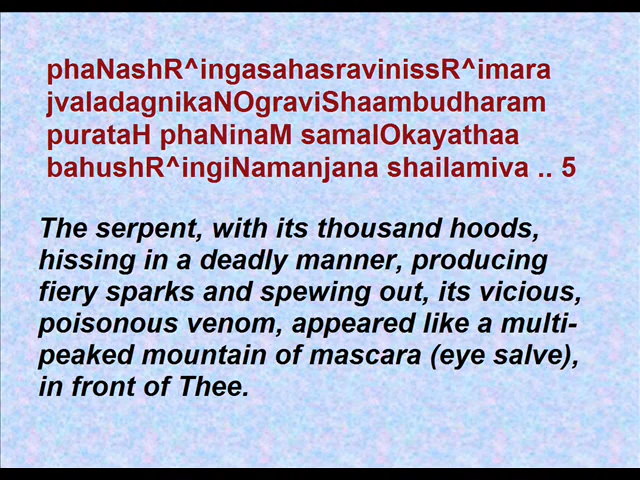 phaNashR^ingasahasravinissR^imara
jvaladagnikaNOgraviShaambudharam
purataH phaNinaM samalOkayathaa
bahushR^ingiNamanjana shailamiva .. 5
The serpent, with its thousand hoods,
hissing in a deadly manner, producing
fiery sparks and spewing out, its vicious,
poisonous venom, appeared like a multi-
peaked mountain of mascara (eye salve),
in front of Thee.